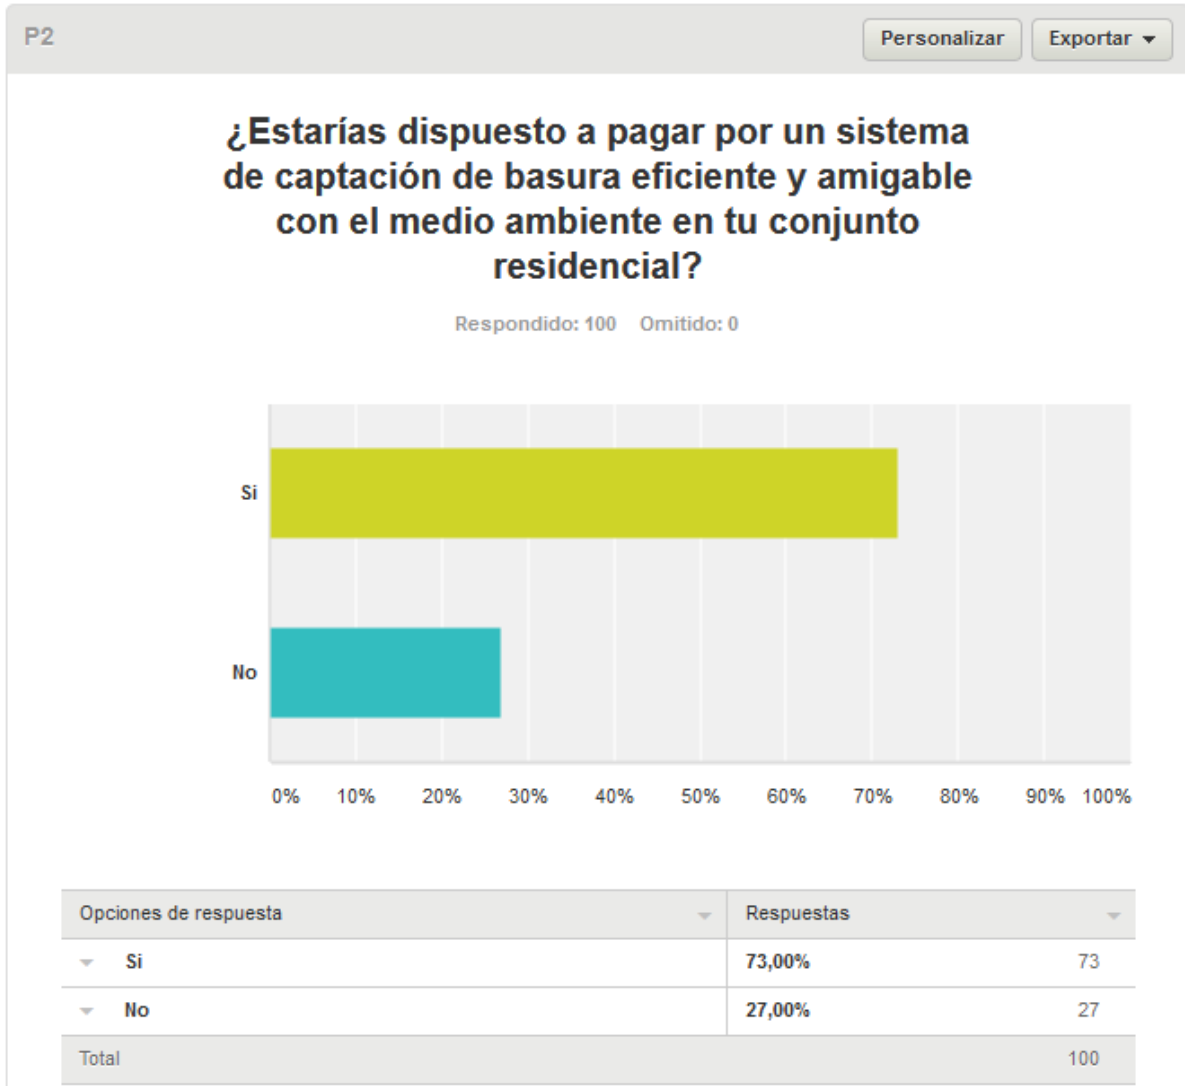 P2
Personalizar
Exportar
¿Estarías dispuesto a pagar por un sistema
de captación de basura eficiente y amigable
con el medio ambiente en tu conjunto
residencial?
Respondido: 100 Omitido: 0
Si
No
0% 10% 20% 30% 40% 50% 60% 70% 80% 90% 100%
Opciones de respuesta Respuestas
Si 73,00% 73
No 27,00% 27
Total 100